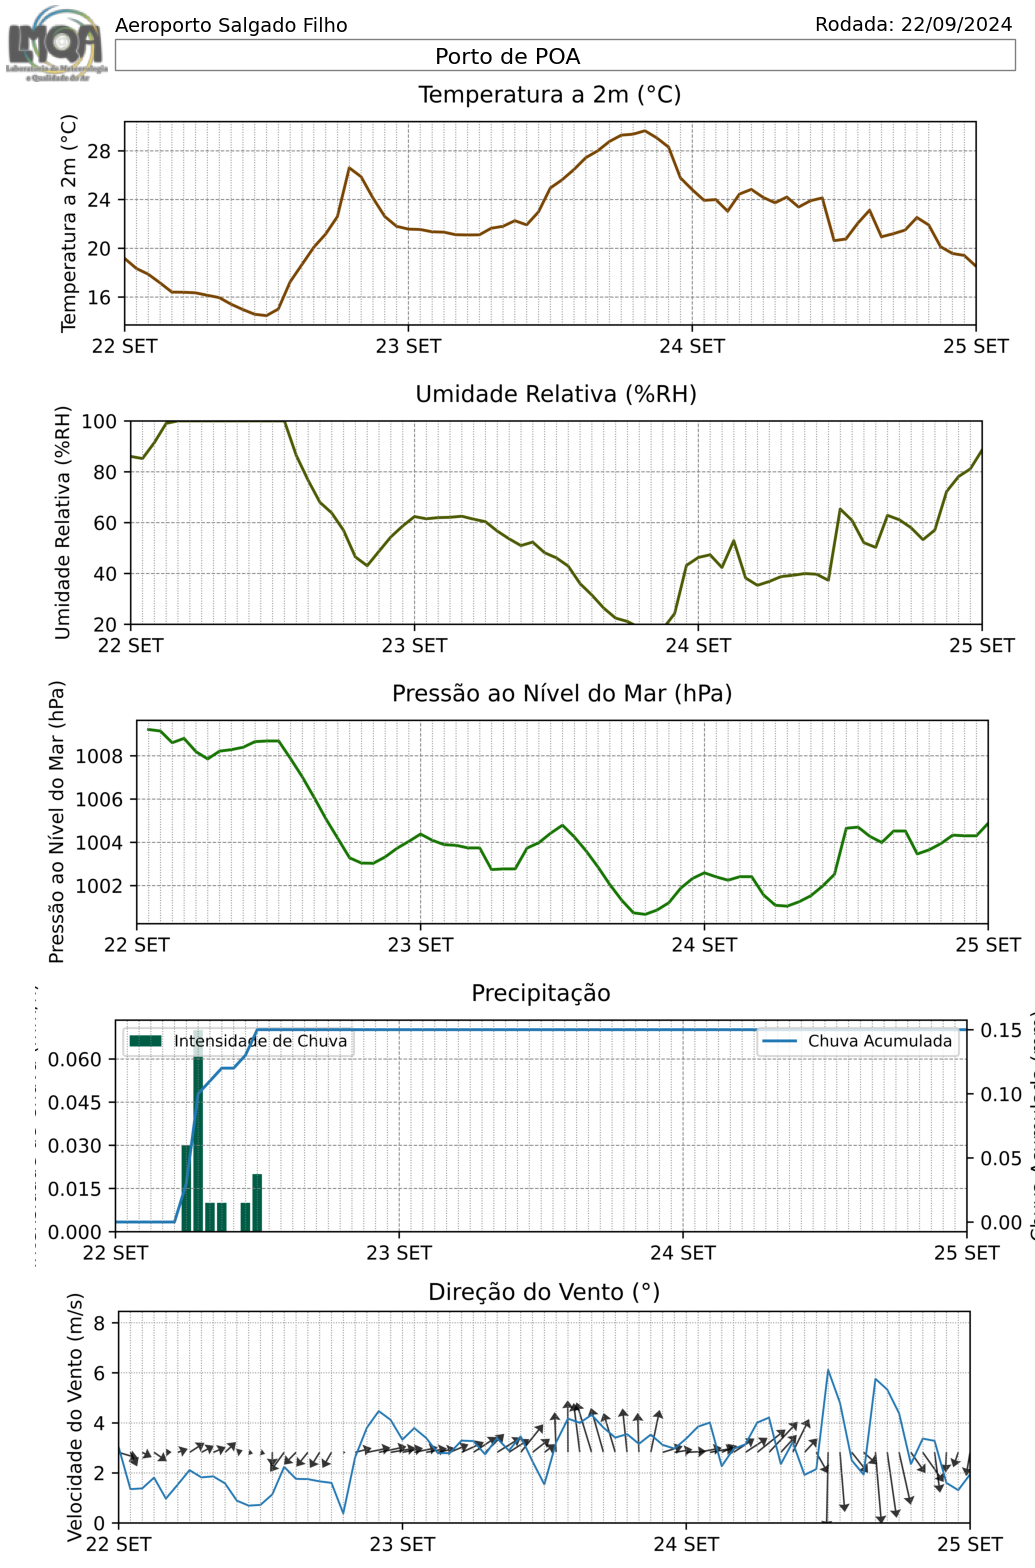 LMQA
Laboratório de Meteorologia
e Qualidade do Ar
Aeroporto Salgado Filho
Rodada: 22/09/2024
Porto de POA
Temperatura a 2m (°C)
Temperatura a 2m (°C)
28
24
20
16
22 SET 23 SET 24 SET 25 SET
Umidade Relativa (%RH)
Umidade Relativa (%RH)
100
80
60
40
20
22 SET 23 SET 24 SET 25 SET
Pressão ao Nível do Mar (hPa)
Pressão ao Nível do Mar (hPa)
1008
1006
1004
1002
22 SET 23 SET 24 SET 25 SET
Precipitação
Intensidade de Chuva
Chuva Acumulada
0.060
0.045
0.030
0.015
0.000
0.15
0.10
0.05
0.00
22 SET 23 SET 24 SET 25 SET
Direção do Vento (°)
Velocidade do Vento (m/s)
8
6
4
2
0
22 SET 23 SET 24 SET 25 SET